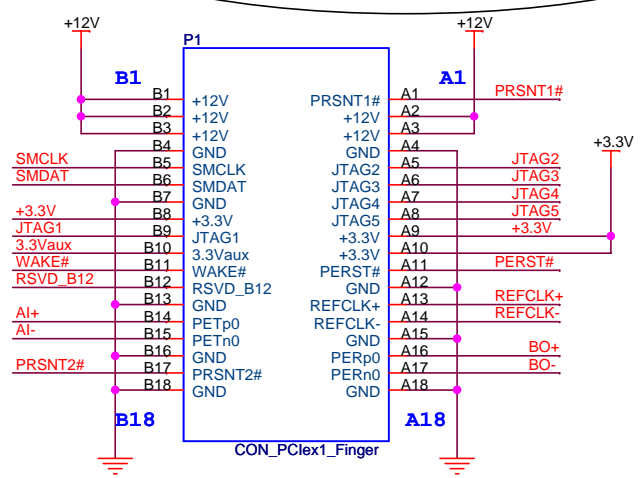 +12V
+12V
P1
B1
A1
B1 +12V PRSNT1# A1 PRSNT1#
B2 +12V +12V A2
B3 +12V +12V A3
B4 GND GND A4
+3.3V
SMCLK B5 SMCLK JTAG2 A5 JTAG2
SMDAT B6 SMDAT JTAG3 A6 JTAG3
B7 GND JTAG4 A7 JTAG4
+3.3V B8 +3.3V JTAG5 A8 JTAG5
JTAG1 B9 JTAG1 +3.3V A9 +3.3V
3.3Vaux B10 3.3Vaux +3.3V A10
WAKE# B11 WAKE# PERST# A11 PERST#
RSVD_B12 B12 RSVD_B12 GND A12
B13 GND REFCLK+ A13 REFCLK+
AI+ B14 PETp0 REFCLK- A14 REFCLK-
AI- B15 PETn0 GND A15
B16 GND PERp0 A16 BO+
PRSNT2# B17 PRSNT2# PERn0 A17 BO-
B18 GND GND A18
B18
A18
CON_PCIex1_Finger